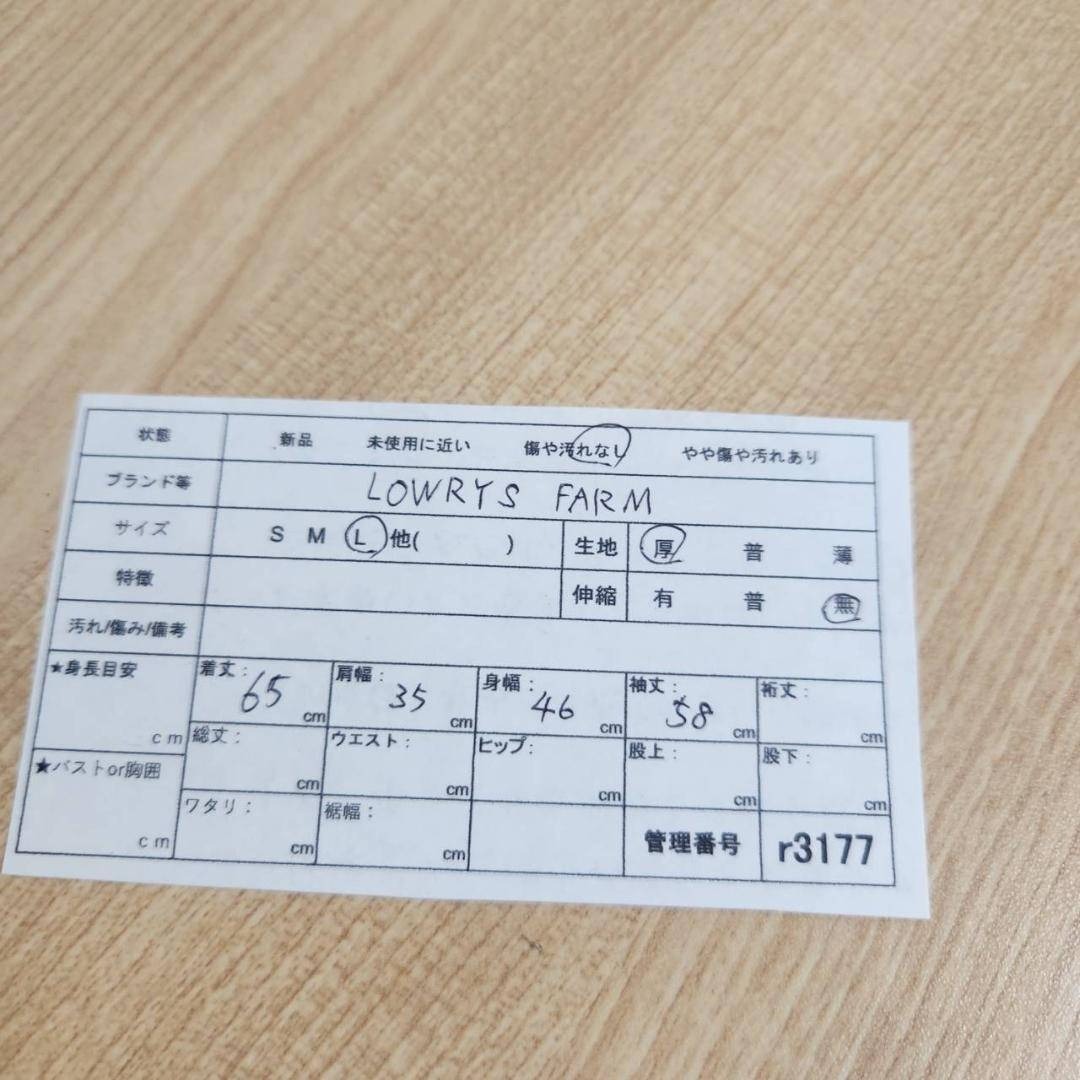 状態 新品 未使用に近い 傷や汚れなし やや傷や汚れあり
ブランド等 LOWRYS FARM
サイズ S M L 他( ) 生地 厚 普 薄
特徴 伸縮 有 普 無
汚れ/傷み/備考
★身長目安 cm 着丈: 65 cm 肩幅: 35 cm 身幅: 46 cm 袖丈: 58 cm 裄丈: cm
総丈: cm ウエスト: cm ヒップ: cm 股上: cm 股下: cm
★バストor胸囲 cm ワタリ: cm 裾幅: cm 管理番号 r3177